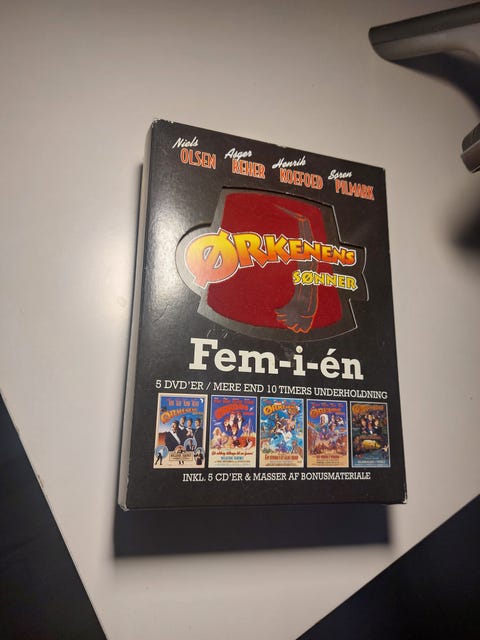 Niels Asger Henrik Søren
OLSEN REHER KOEFOED PILMARK
ØRKENENS
SØNNER
Fem-i-én
5 DVD'ER / MERE END 10 TIMERS UNDERHOLDNING
INKL. 5 CD'ER & MASSER AF BONUSMATERIALE